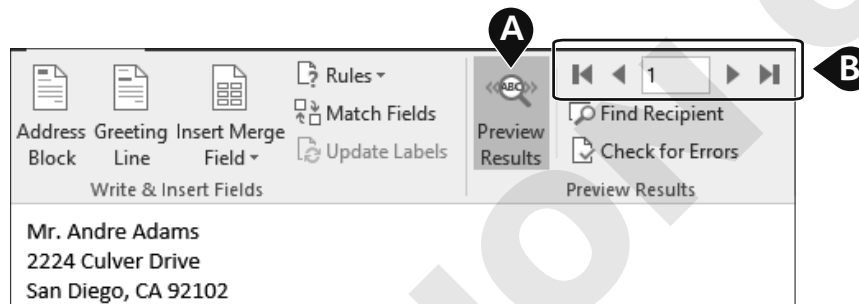 A
B
ABC
1
Rules
Match Fields
Update Labels
Find Recipient
Check for Errors
Address
Block
Greeting
Line
Insert Merge
Field
Preview
Results
Write & Insert Fields
Preview Results
Mr. Andre Adams
2224 Culver Drive
San Diego, CA 92102